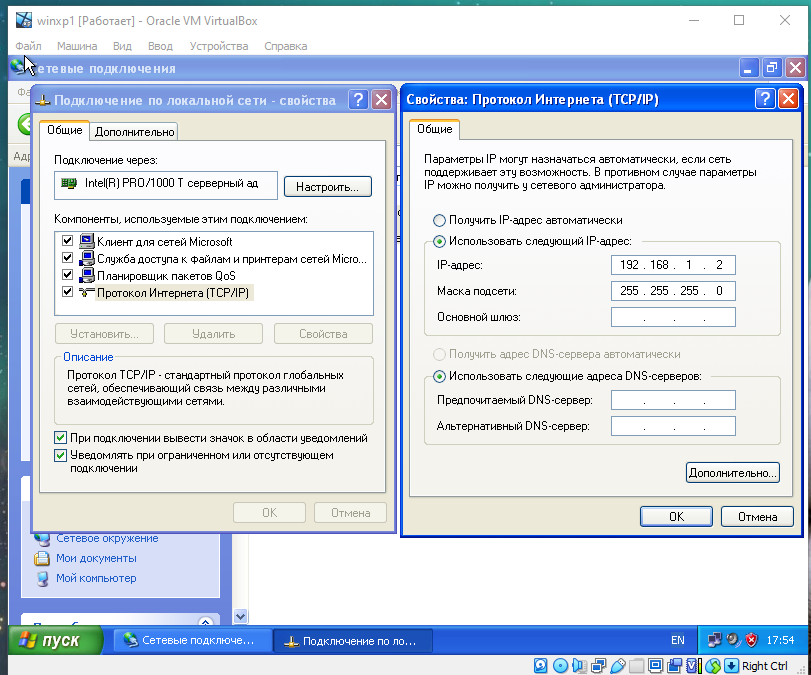 winxp1 [Работает] - Oracle VM VirtualBox
Файл Машина Вид Ввод Устройства Справка
Сетевые подключения
Подключение по локальной сети - свойства
Общие Дополнительно
Подключение через:
Intel(R) PRO/1000 T серверный ад
Настроить...
Компоненты, используемые этим подключением:
Клиент для сетей Microsoft
Служба доступа к файлам и принтерам сетей Micro...
Планировщик пакетов QoS
Протокол Интернета (TCP/IP)
Установить... Удалить Свойства
Описание
Протокол TCP/IP - стандартный протокол глобальных
сетей, обеспечивающий связь между различными
взаимодействующими сетями.
При подключении вывести значок в области уведомлений
Уведомлять при ограниченном или отсутствующем
подключении
OK Отмена
Свойства: Протокол Интернета (TCP/IP)
Общие
Параметры IP могут назначаться автоматически, если сеть
поддерживает эту возможность. В противном случае параметры
IP можно получить у сетевого администратора.
Получить IP-адрес автоматически
Использовать следующий IP-адрес:
IP-адрес: 192 . 168 . 1 . 2
Маска подсети: 255 . 255 . 255 . 0
Основной шлюз: . . .
Получить адрес DNS-сервера автоматически
Использовать следующие адреса DNS-серверов:
Предпочитаемый DNS-сервер: . . .
Альтернативный DNS-сервер: . . .
Дополнительно...
OK Отмена
Сетевое окружение
Мои документы
Мой компьютер
пуск Сетевые подключе... Подключение по ло... EN 17:54
Right Ctrl